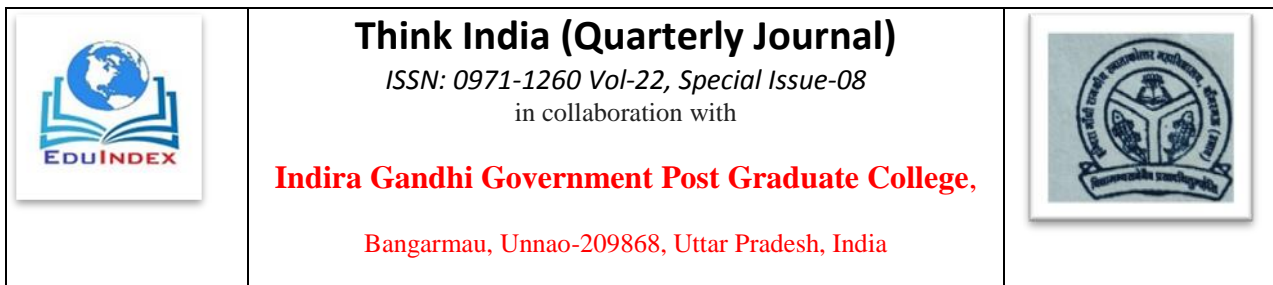 Think India (Quarterly Journal)
ISSN: 0971-1260 Vol-22, Special Issue-08
in collaboration with
EDUINDEX
Indira Gandhi Government Post Graduate College,
Bangarmau, Unnao-209868, Uttar Pradesh, India